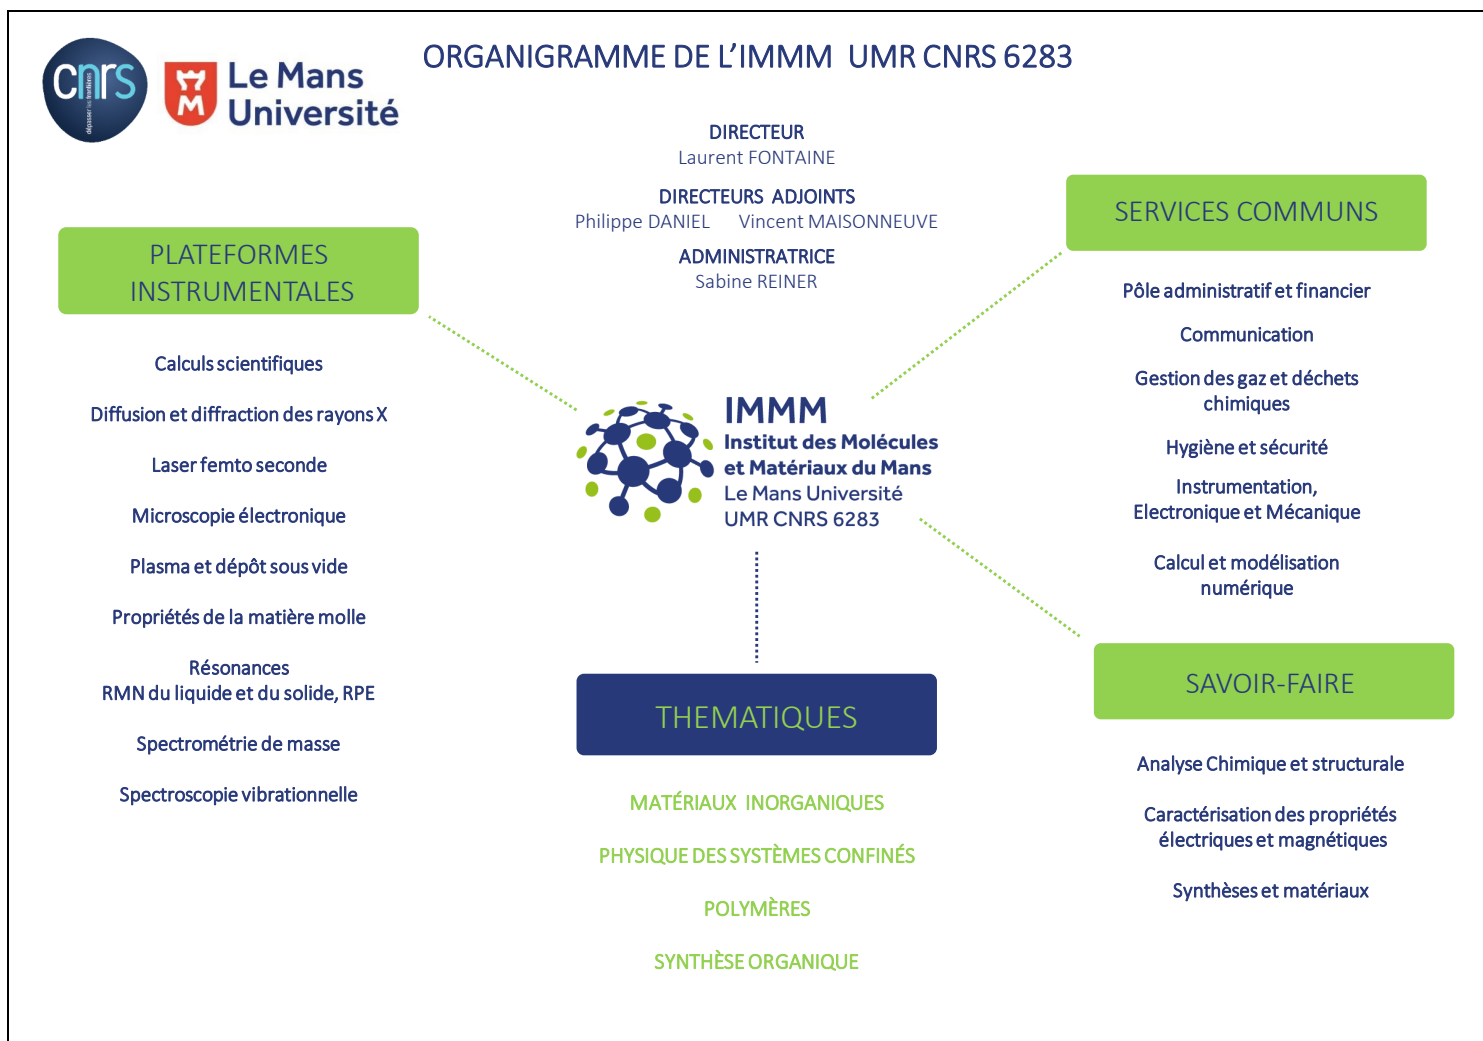 ORGANIGRAMME DE L’IMMM UMR CNRS 6283
cnrs
dépasser les frontières
Le Mans
Université
DIRECTEUR
Laurent FONTAINE
DIRECTEURS ADJOINTS
Philippe DANIEL Vincent MAISONNEUVE
ADMINISTRATRICE
Sabine REINER
PLATEFORMES
INSTRUMENTALES
Calculs scientifiques
Diffusion et diffraction des rayons X
Laser femto seconde
Microscopie électronique
Plasma et dépôt sous vide
Propriétés de la matière molle
Résonances
RMN du liquide et du solide, RPE
Spectrométrie de masse
Spectroscopie vibrationnelle
IMMM
Institut des Molécules
et Matériaux du Mans
Le Mans Université
UMR CNRS 6283
THEMATIQUES
MATÉRIAUX INORGANIQUES
PHYSIQUE DES SYSTÈMES CONFINÉS
POLYMÈRES
SYNTHÈSE ORGANIQUE
SERVICES COMMUNS
Pôle administratif et financier
Communication
Gestion des gaz et déchets
chimiques
Hygiène et sécurité
Instrumentation,
Electronique et Mécanique
Calcul et modélisation
numérique
SAVOIR-FAIRE
Analyse Chimique et structurale
Caractérisation des propriétés
électriques et magnétiques
Synthèses et matériaux